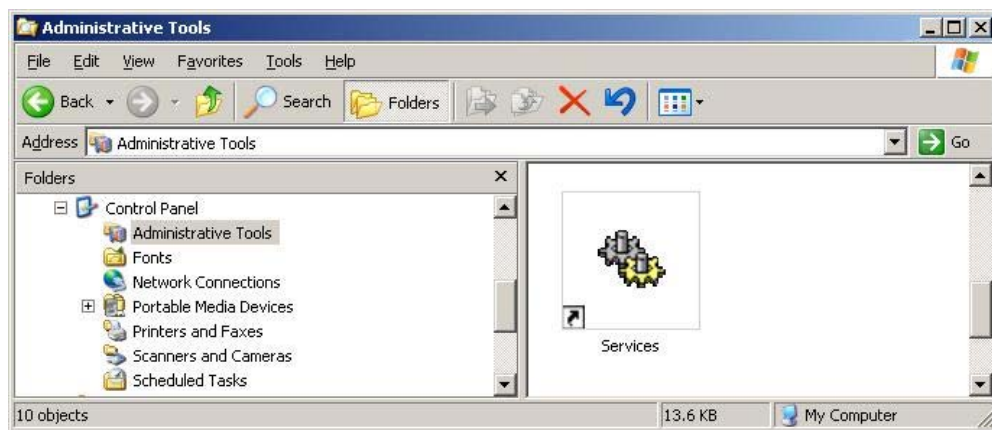 Administrative Tools
File Edit View Favorites Tools Help
Back Search Folders
Address Administrative Tools Go
Folders
Control Panel
Administrative Tools
Fonts
Network Connections
Portable Media Devices
Printers and Faxes
Scanners and Cameras
Scheduled Tasks
Services
10 objects 13.6 KB My Computer